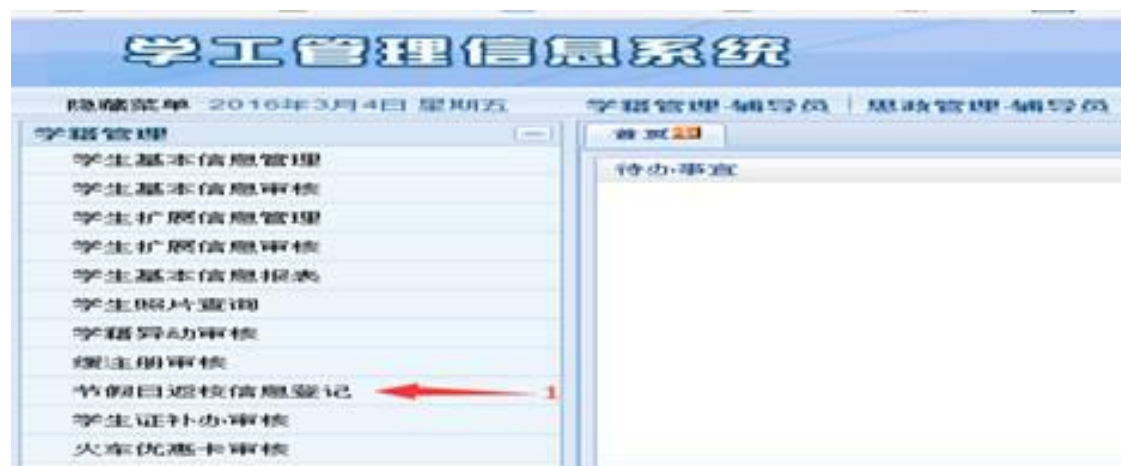 学工管理信息系统
隐藏菜单 2016年3月4日 星期五 学籍管理-辅导员 思政管理-辅导员
学籍管理
首页
学生基本信息管理
待办事宜
学生基本信息审核
学生扩展信息管理
学生扩展信息审核
学生基本信息报表
学生照片查询
学籍异动审核
缓注册审核
节假日返校信息登记 1
学生证补办审核
火车优惠卡审核